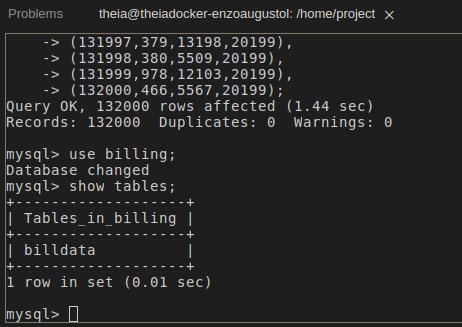 Problems theia@theiadocker-enzoaugustol: /home/project ×
-> (131997,379,13198,20199),
-> (131998,380,5509,20199),
-> (131999,978,12103,20199),
-> (132000,466,5567,20199);
Query OK, 132000 rows affected (1.44 sec)
Records: 132000  Duplicates: 0  Warnings: 0
mysql> use billing;
Database changed
mysql> show tables;
+-------------------+
| Tables_in_billing |
+-------------------+
| billdata          |
+-------------------+
1 row in set (0.01 sec)
mysql>